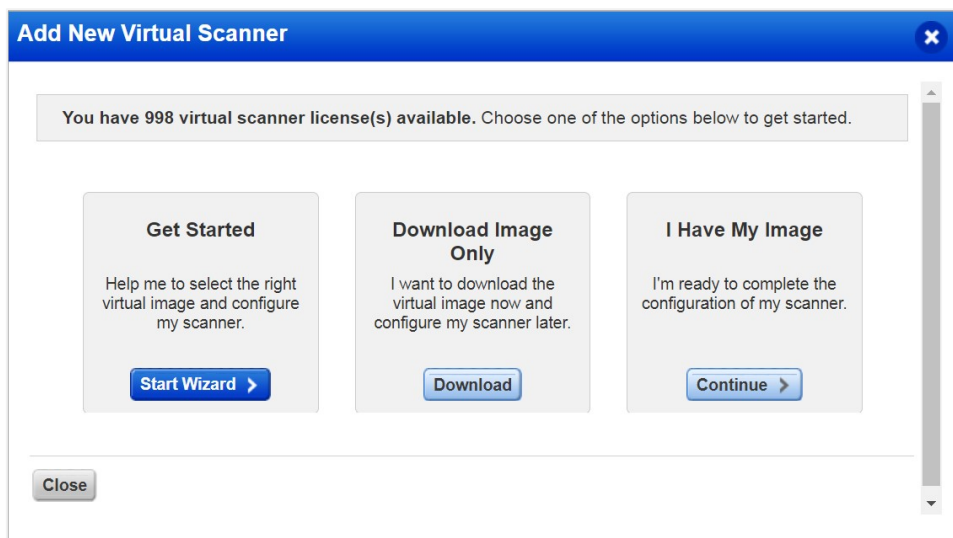 Add New Virtual Scanner
You have 998 virtual scanner license(s) available. Choose one of the options below to get started.
Get Started
Help me to select the right
virtual image and configure
my scanner.
Start Wizard
Download Image
Only
I want to download the
virtual image now and
configure my scanner later.
Download
I Have My Image
I'm ready to complete the
configuration of my scanner.
Continue
Close